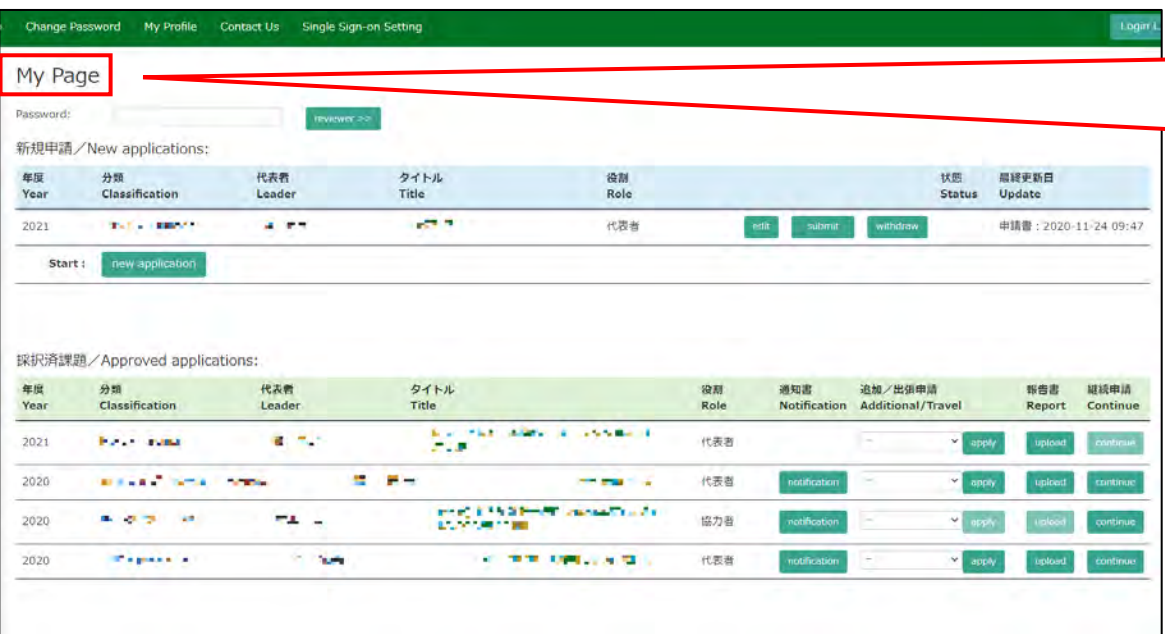 Change Password My Profile Contact Us Single Sign-on Setting Login
My Page
Password: reviewer >>
新規申請／New applications:
年度 分類 代表者 タイトル 役割 状態 最終更新日
Year Classification Leader Title Role Status Update
2021 代表者 edit submit withdraw 申請書：2020-11-24 09:47
Start : new application
採択済課題／Approved applications:
年度 分類 代表者 タイトル 役割 通知書 追加／出張申請 報告書 継続申請
Year Classification Leader Title Role Notification Additional/Travel Report Continue
2021 代表者 -- apply upload continue
2020 代表者 notification -- apply upload continue
2020 協力者 notification -- apply upload continue
2020 代表者 notification -- apply upload continue